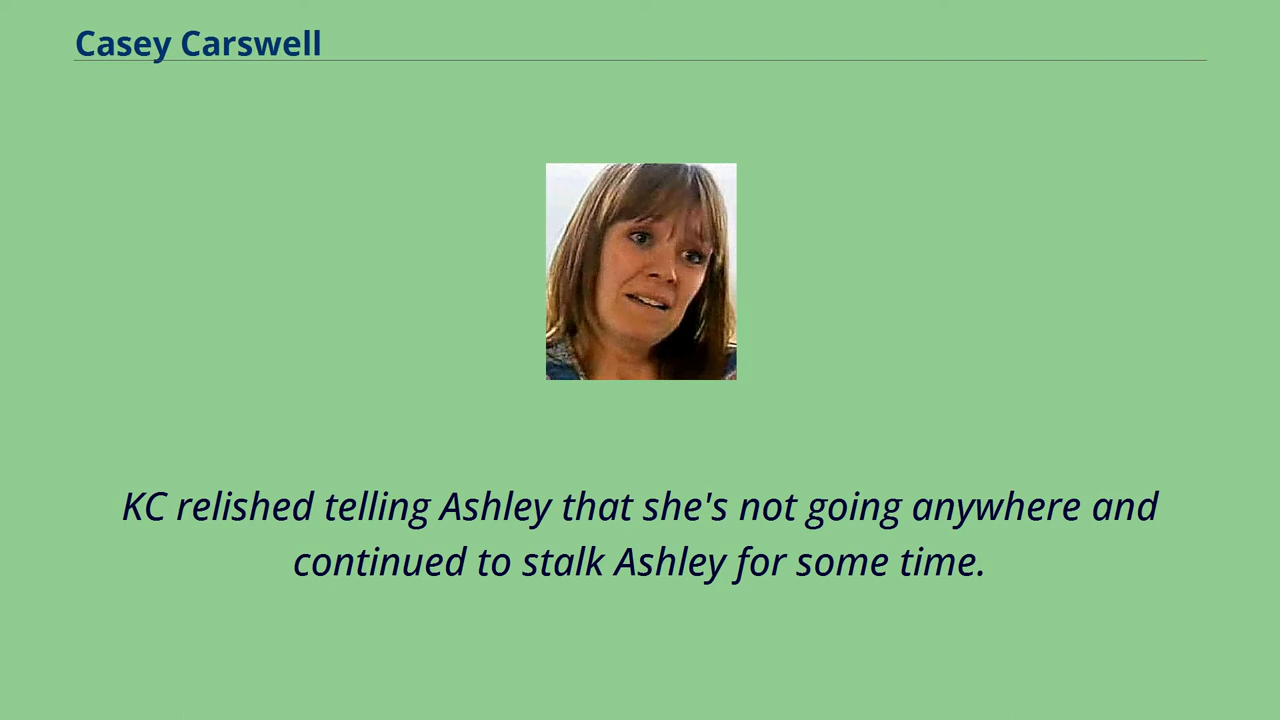 Casey Carswell
KC relished telling Ashley that she's not going anywhere and
continued to stalk Ashley for some time.